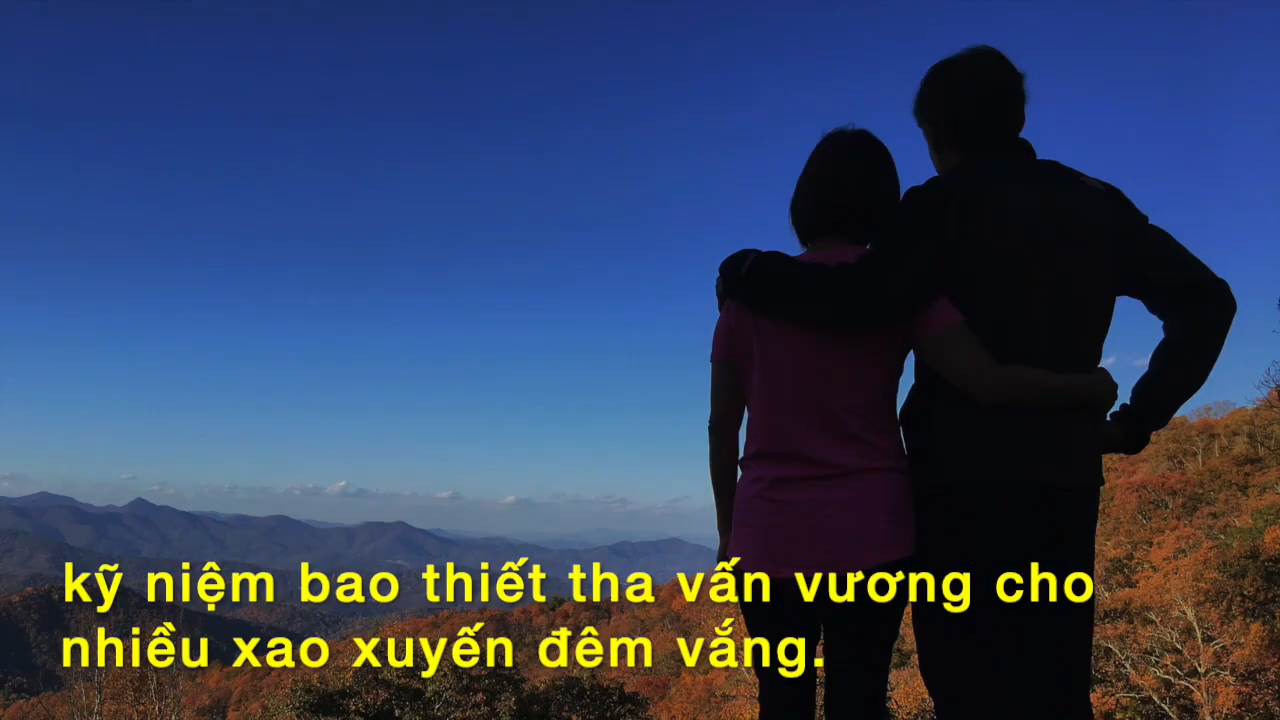 kỹ niệm bao thiết tha vấn vương cho
nhiều xao xuyến đêm vắng.